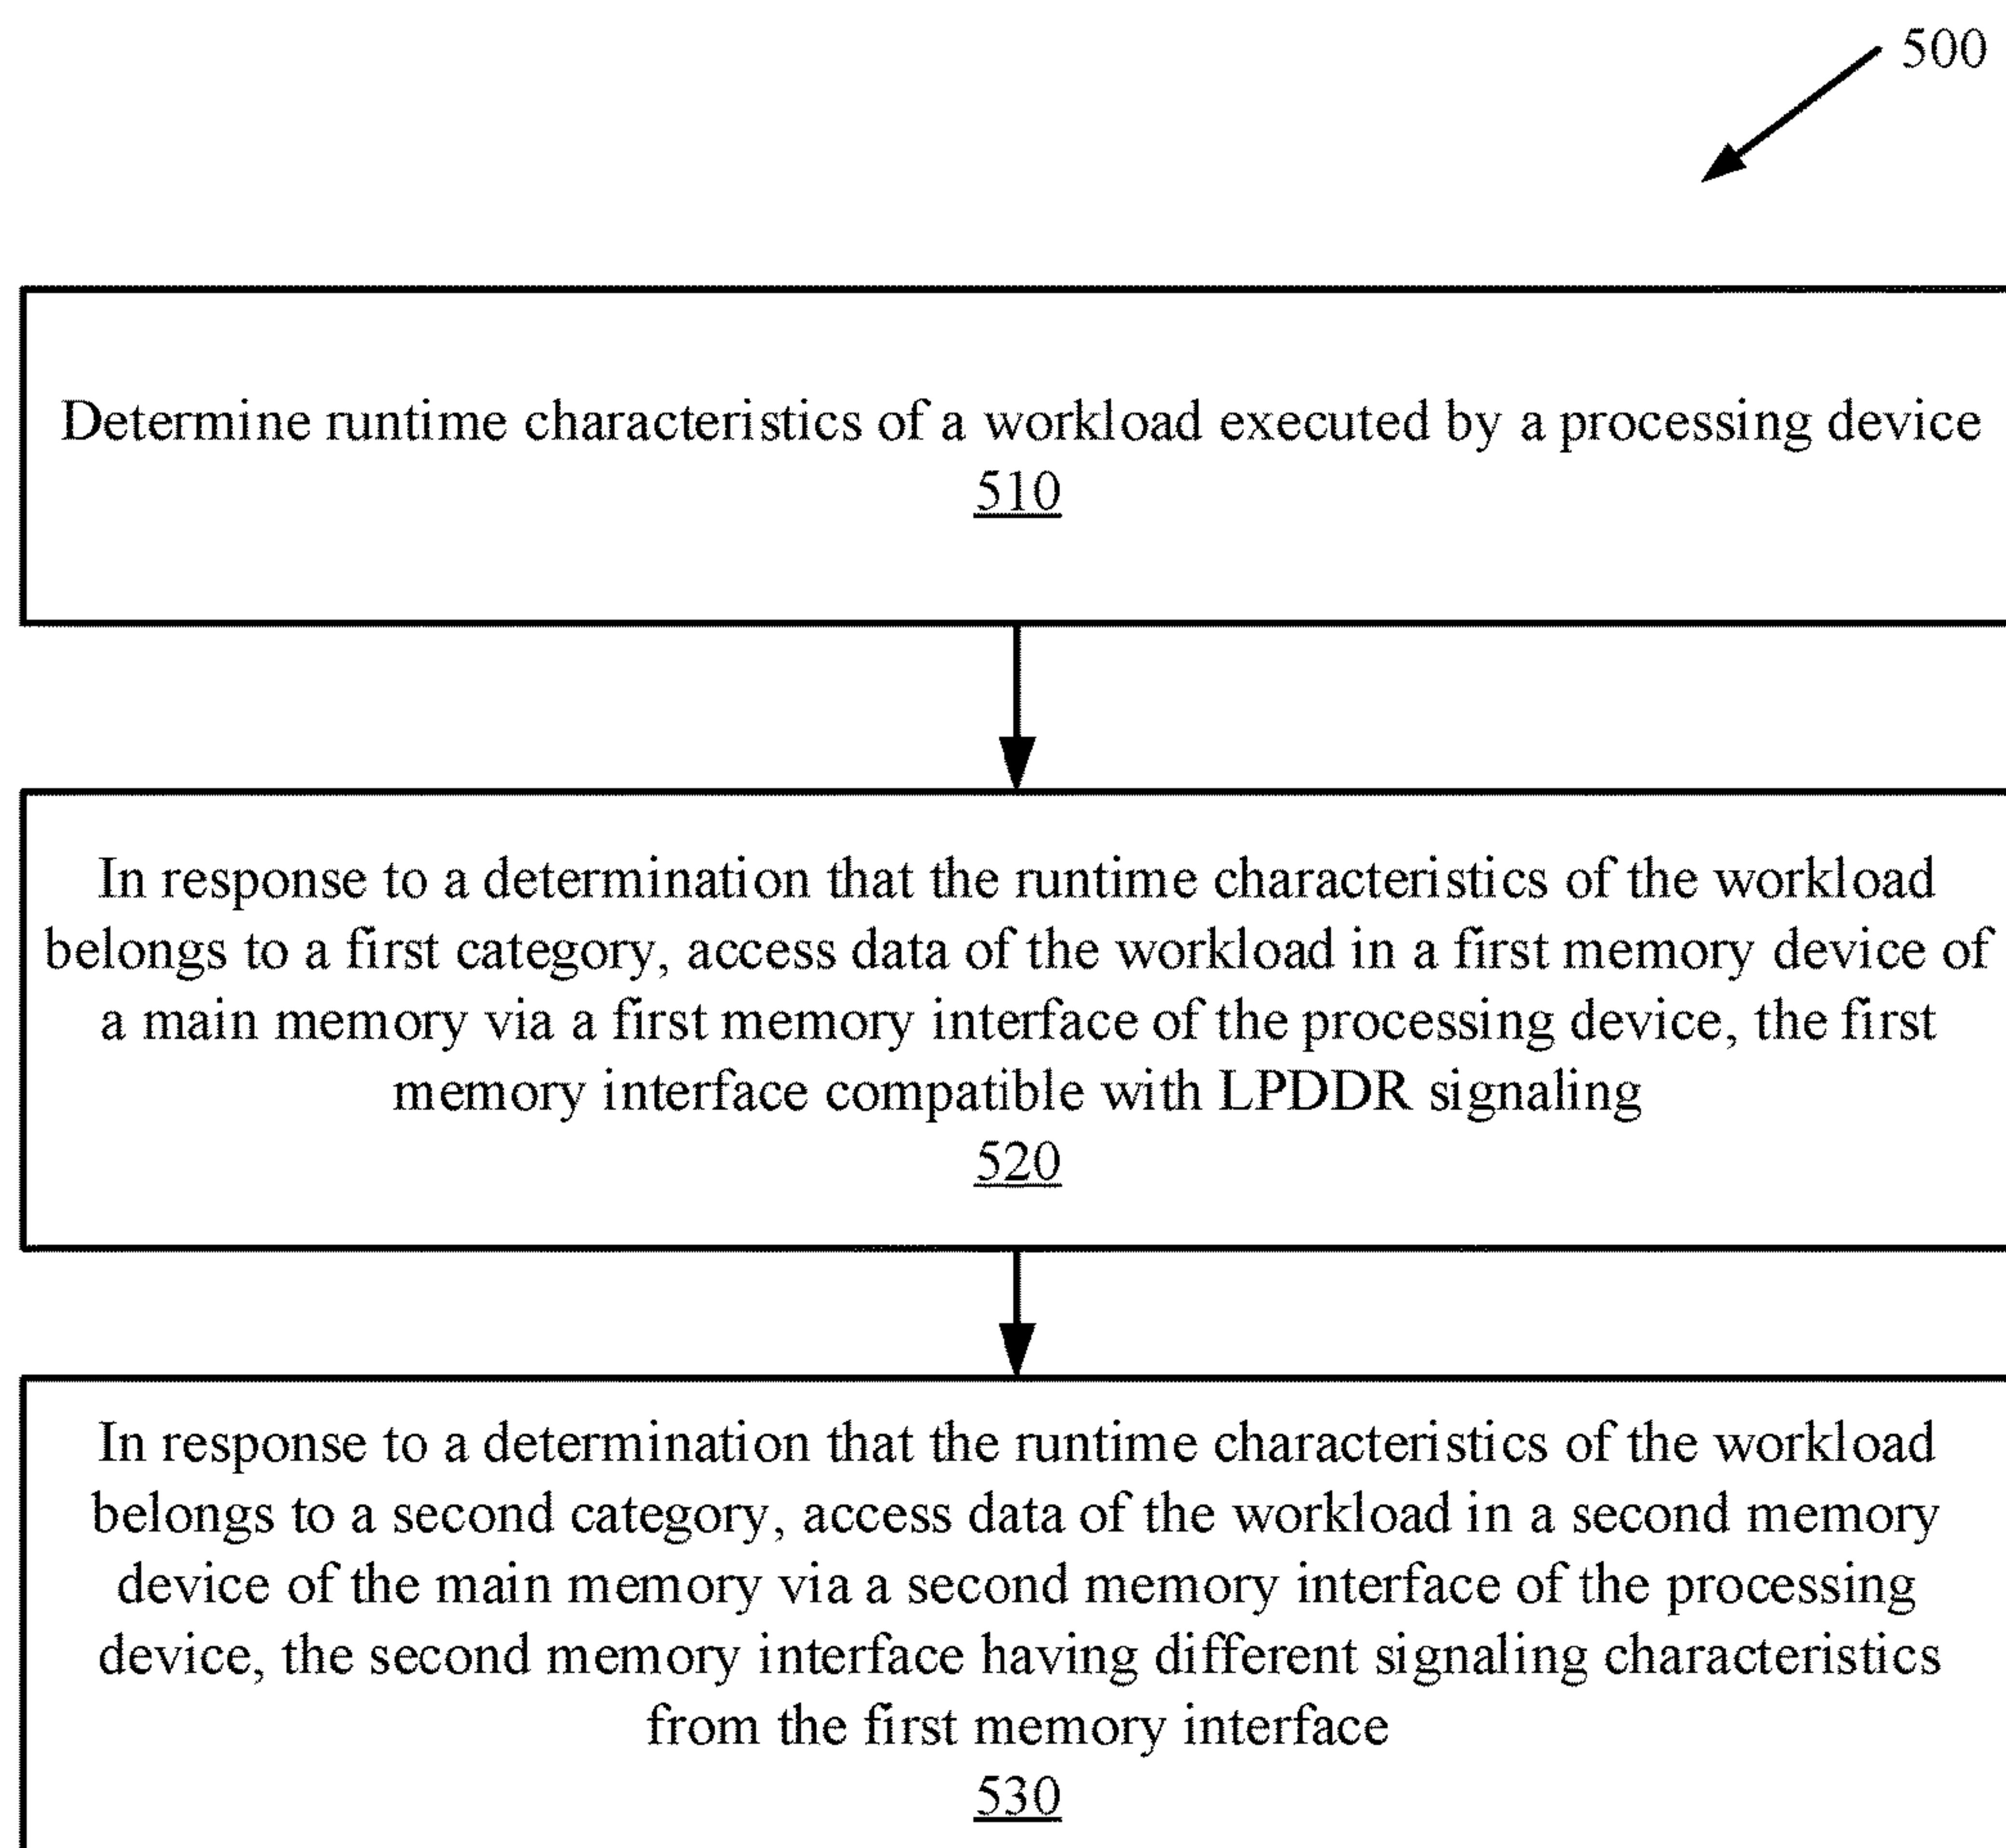 500
Determine runtime characteristics of a workload executed by a processing device
510
In response to a determination that the runtime characteristics of the workload
belongs to a first category, access data of the workload in a first memory device of
a main memory via a first memory interface of the processing device, the first
memory interface compatible with LPDDR signaling
520
In response to a determination that the runtime characteristics of the workload
belongs to a second category, access data of the workload in a second memory
device of the main memory via a second memory interface of the processing
device, the second memory interface having different signaling characteristics
from the first memory interface
530